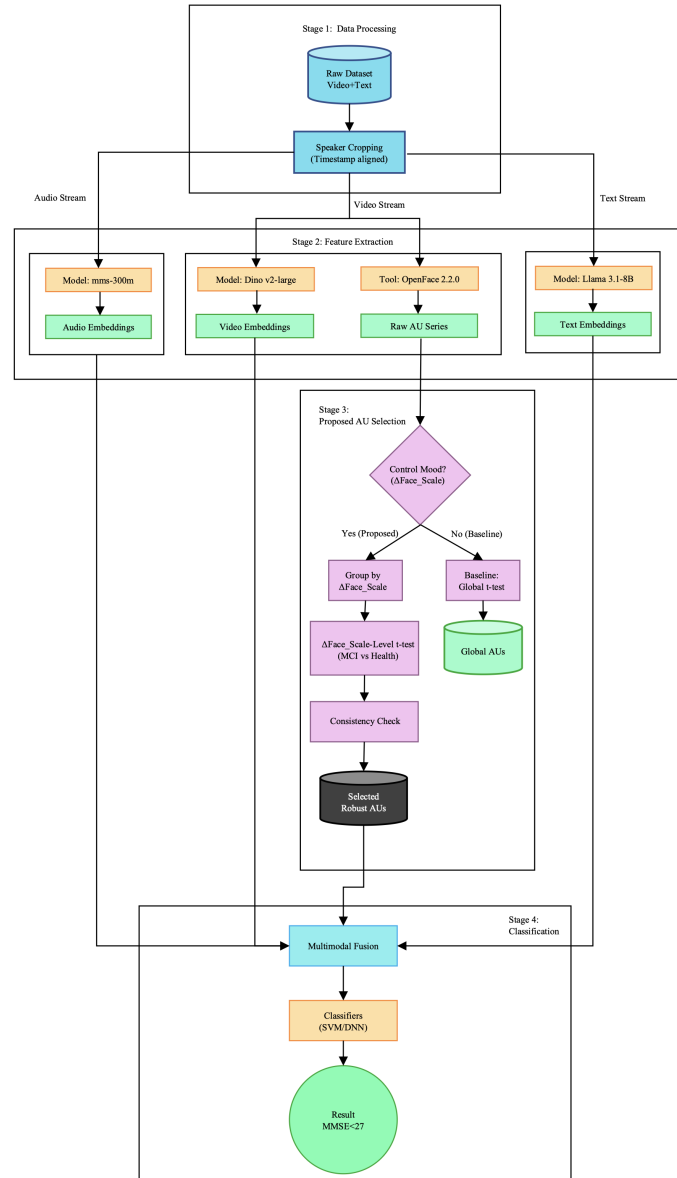 Stage 1:  Data Processing
Raw Dataset
Video+Text
Speaker Cropping
(Timestamp aligned)
Audio Stream
Video Stream
Text Stream
Stage 2: Feature Extraction
Model: mms-300m
Model: Dino v2-large
Tool: OpenFace 2.2.0
Model: Llama 3.1-8B
Audio Embeddings
Video Embeddings
Raw AU Series
Text Embeddings
Stage 3:
Proposed AU Selection
Control Mood?
(ΔFace_Scale)
Yes (Proposed)
No (Baseline)
Group by
ΔFace_Scale
Baseline:
Global t-test
ΔFace_Scale-Level t-test
(MCI vs Health)
Global AUs
Consistency Check
Selected
Robust AUs
Stage 4:
Classification
Multimodal Fusion
Classifiers
(SVM/DNN)
Result
MMSE<27